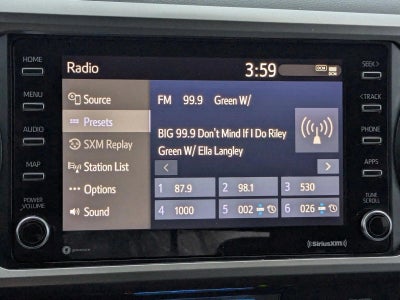 Radio 3:59
HOME
MENU
AUDIO
MAP
POWER
VOLUME
Source
Presets
SXM Replay
Station List
Options
Sound
FM 99.9 Green W/
BIG 99.9 Don't Mind If I Do Riley
Green W/ Ella Langley
< >
1 87.9 2 98.1 3 530
4 1000 5 002 6 026
SEEK>
<TRACK
PHONE
APPS
TUNE
SCROLL
((SiriusXM))